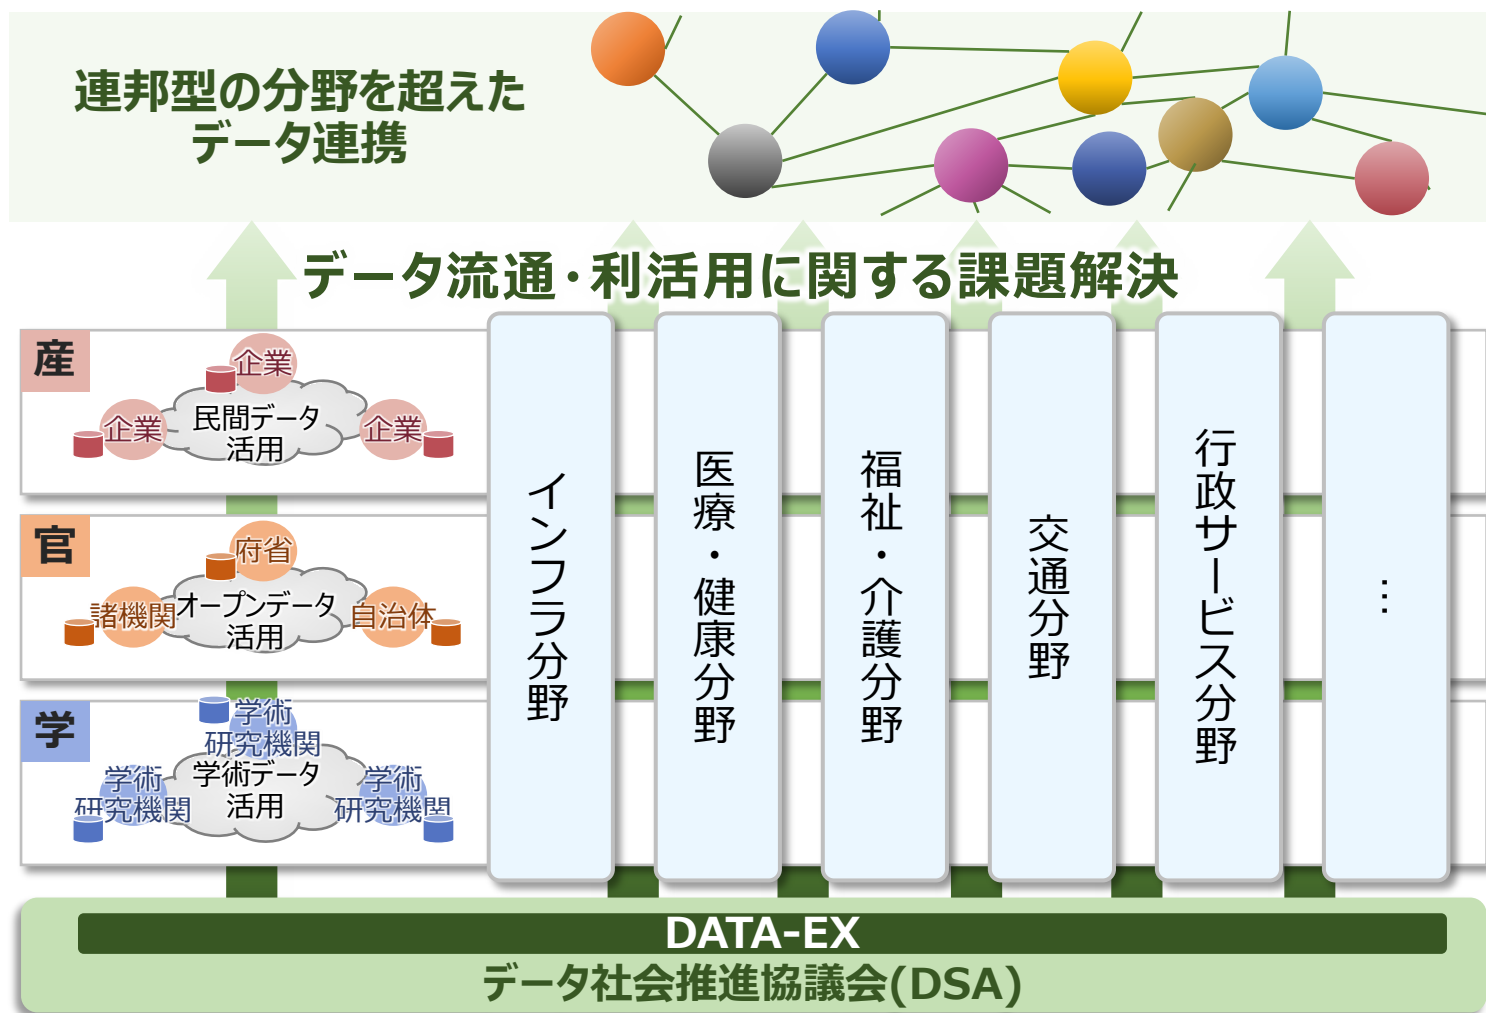 連邦型の分野を超えた
データ連携
データ流通・利活用に関する課題解決
産
企業
企業
民間データ
活用
企業
官
府省
諸機関
オープンデータ
活用
自治体
学
学術
研究機関
学術
研究機関
学術データ
活用
学術
研究機関
インフラ分野
医療・健康分野
福祉・介護分野
交通分野
行政サービス分野
…
DATA-EX
データ社会推進協議会(DSA)